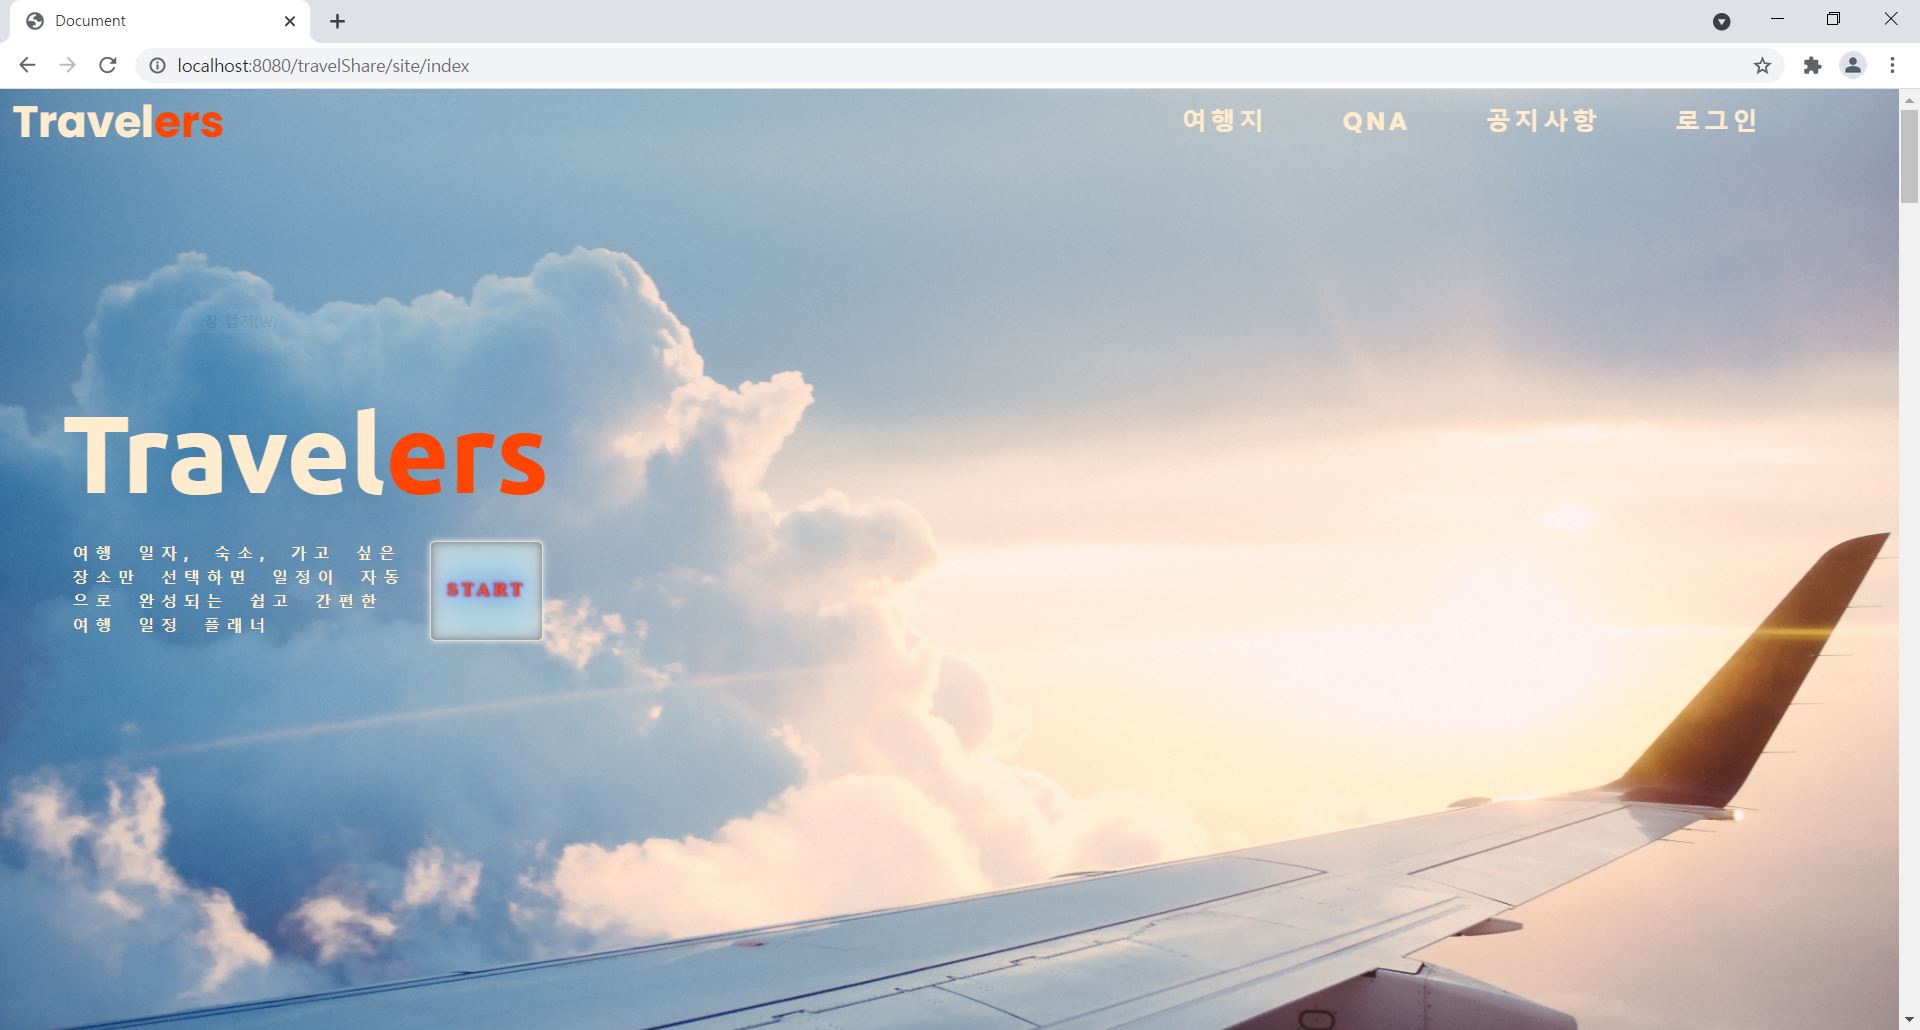 Document
localhost:8080/travelShare/site/index
Travelers
여행지 QNA 공지사항 로그인
창 캡처(W)
Travelers
여행 일자, 숙소, 가고 싶은
장소만 선택하면 일정이 자동
으로 완성되는 쉽고 간편한
여행 일정 플래너
START